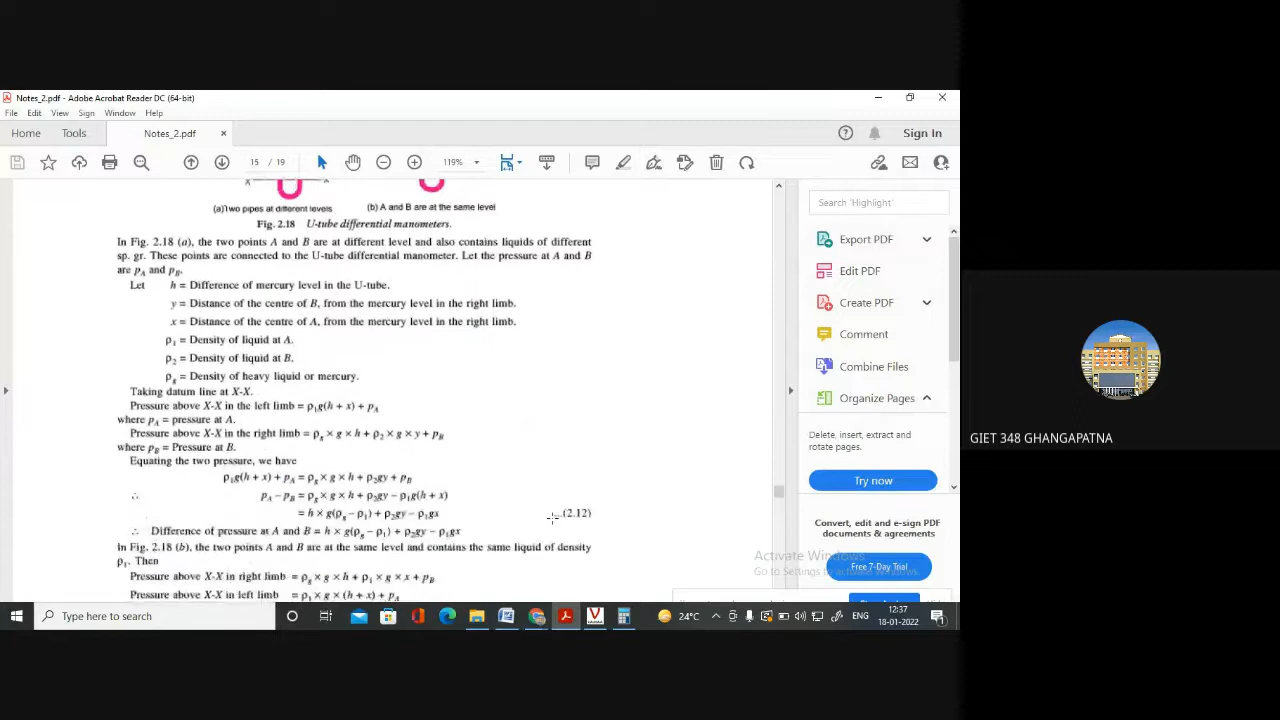 Notes_2.pdf - Adobe Acrobat Reader DC (64-bit)
File Edit View Sign Window Help
Home Tools Notes_2.pdf × Sign In
15 / 19 119%
(a)Two pipes at different levels (b) A and B are at the same level
Fig. 2.18 U-tube differential manometers.
In Fig. 2.18 (a), the two points A and B are at different level and also contains liquids of different
sp. gr. These points are connected to the U-tube differential manometer. Let the pressure at A and B
are pA and pB.
Let h = Difference of mercury level in the U-tube.
y = Distance of the centre of B, from the mercury level in the right limb.
x = Distance of the centre of A, from the mercury level in the right limb.
ρ1 = Density of liquid at A.
ρ2 = Density of liquid at B.
ρg = Density of heavy liquid or mercury.
Taking datum line at X-X.
Pressure above X-X in the left limb = ρ1g(h + x) + pA
where pA = pressure at A.
Pressure above X-X in the right limb = ρg × g × h + ρ2 × g × y + pB
where pB = Pressure at B.
Equating the two pressure, we have
ρ1g(h + x) + pA = ρg × g × h + ρ2gy + pB
∴ pA – pB = ρg × g × h + ρ2gy – ρ1g(h + x)
= h × g(ρg – ρ1) + ρ2gy – ρ1gx ...(2.12)
∴ Difference of pressure at A and B = h × g(ρg – ρ1) + ρ2gy – ρ1gx
In Fig. 2.18 (b), the two points A and B are at the same level and contains the same liquid of density
ρ1. Then
Pressure above X-X in right limb = ρg × g × h + ρ1 × g × x + pB
Pressure above X-X in left limb = ρ1 × g × (h + x) + pA
Search 'Highlight'
Export PDF
Edit PDF
Create PDF
Comment
Combine Files
Organize Pages
Delete, insert, extract and
rotate pages.
Try now
Convert, edit and e-sign PDF
documents & agreements
Free 7-Day Trial
Activate Windows
Go to Settings to activate Windows.
GIET 348 GHANGAPATNA
Type here to search
24°C ENG
12:37
18-01-2022